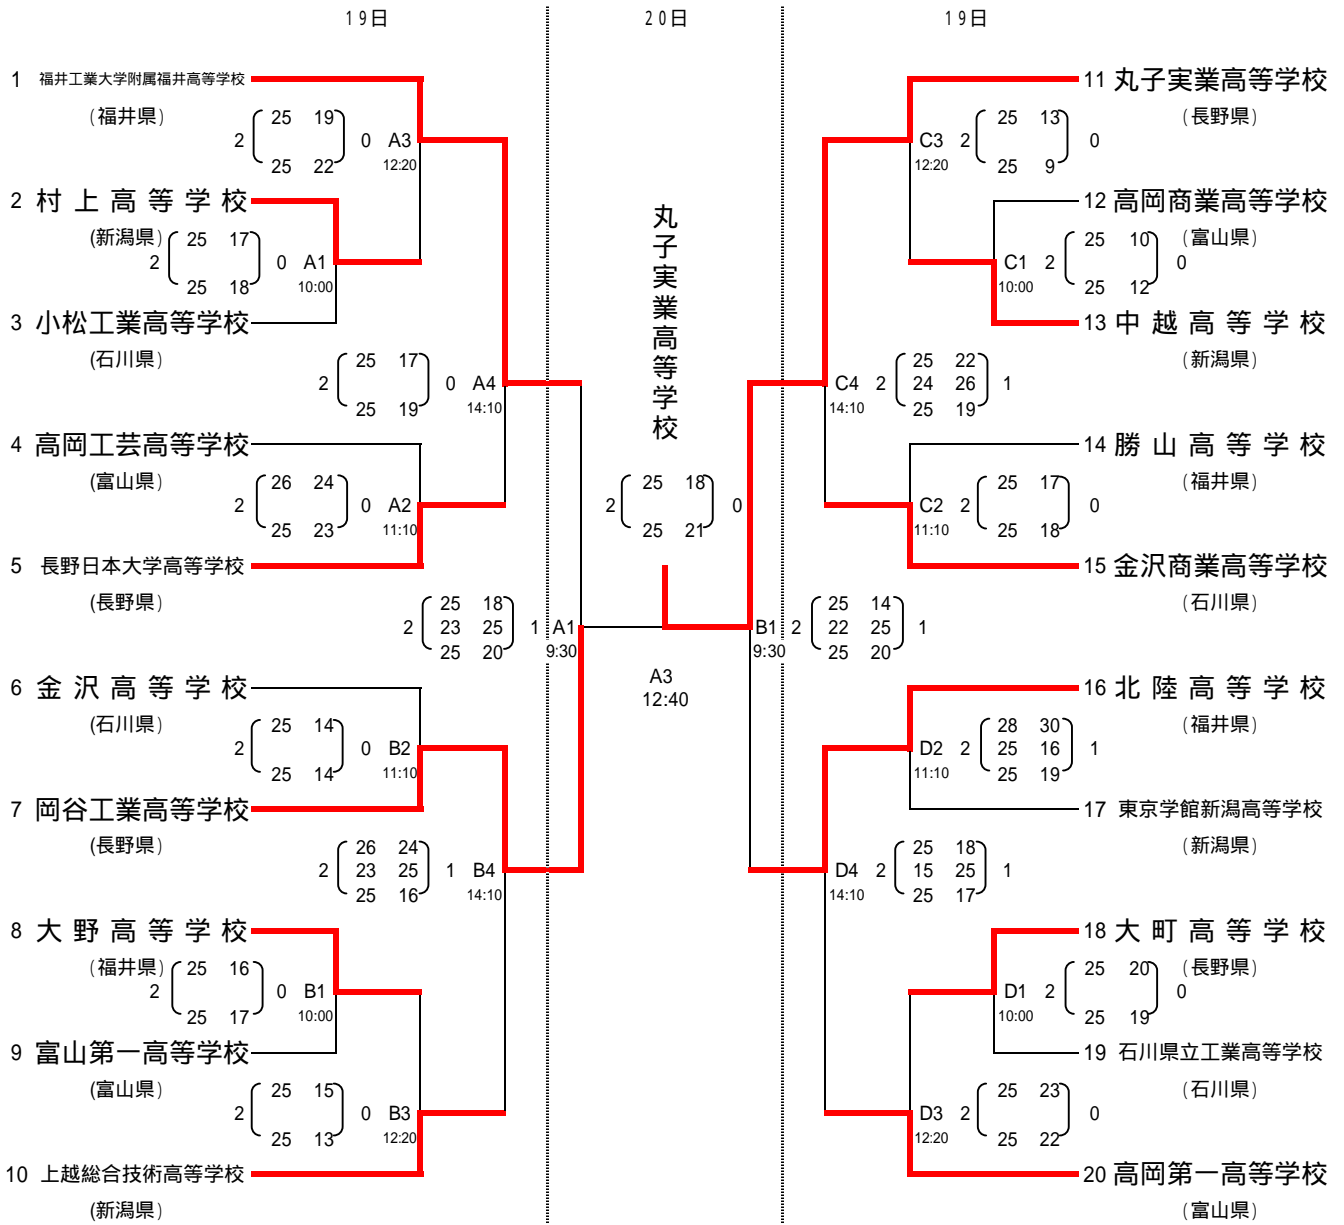 19日
20日
19日
1 福井工業大学附属福井高等学校
(福井県)
25 19
2 0 A3
25 22 12:20
2 村上高等学校
(新潟県)
25 17
2 0 A1
25 18 10:00
3 小松工業高等学校
(石川県)
25 17
2 0 A4
25 19 14:10
4 高岡工芸高等学校
(富山県)
26 24
2 0 A2
25 23 11:10
5 長野日本大学高等学校
(長野県)
25 18
2 23 25 1 A1
25 20 9:30
6 金沢高等学校
(石川県)
25 14
2 0 B2
25 14 11:10
7 岡谷工業高等学校
(長野県)
26 24
2 23 25 1 B4
25 16 14:10
8 大野高等学校
(福井県)
25 16
2 0 B1
25 17 10:00
9 富山第一高等学校
(富山県)
25 15
2 0 B3
25 13 12:20
10 上越総合技術高等学校
(新潟県)
丸子実業高等学校
25 18
2 0
25 21
A3
12:40
11 丸子実業高等学校
(長野県)
25 13
C3 2 0
12:20 25 9
12 高岡商業高等学校
(富山県)
25 10
C1 2 0
10:00 25 12
13 中越高等学校
(新潟県)
25 22
C4 2 24 26 1
14:10 25 19
14 勝山高等学校
(福井県)
25 17
C2 2 0
11:10 25 18
15 金沢商業高等学校
(石川県)
25 14
B1 2 22 25 1
9:30 25 20
16 北陸高等学校
(福井県)
28 30
D2 2 25 16 1
11:10 25 19
17 東京学館新潟高等学校
(新潟県)
25 18
D4 2 15 25 1
14:10 25 17
18 大町高等学校
(長野県)
25 20
D1 2 0
10:00 25 19
19 石川県立工業高等学校
(石川県)
25 23
D3 2 0
12:20 25 22
20 高岡第一高等学校
(富山県)